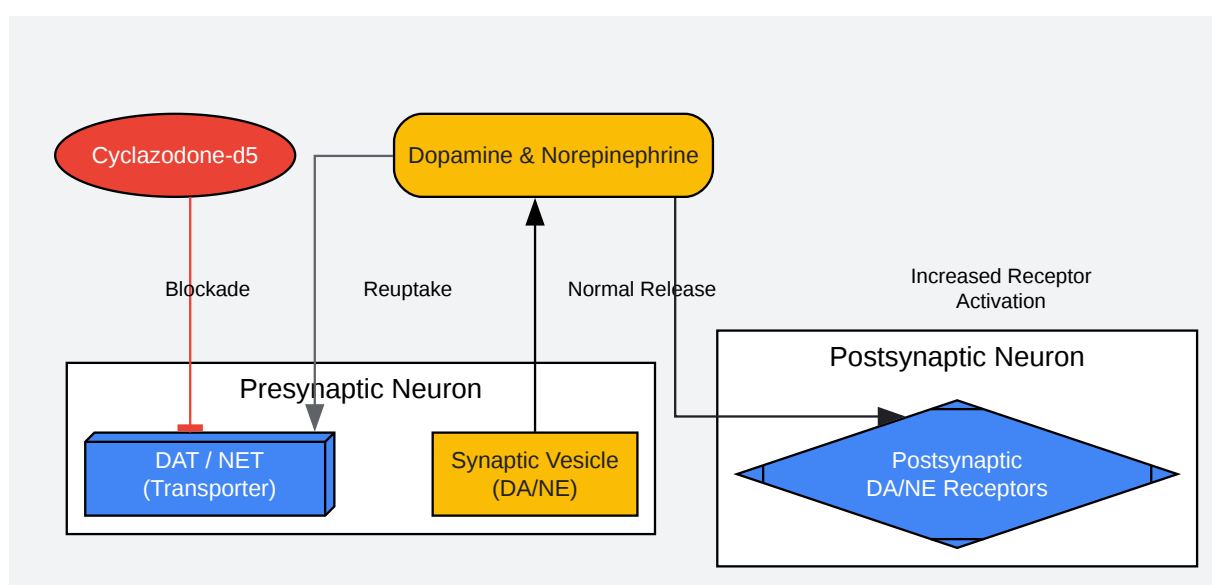 Cyclazodone-d5
Dopamine & Norepinephrine
Blockade
Reuptake
Normal Release
Increased Receptor
Activation
Presynaptic Neuron
Postsynaptic Neuron
DAT / NET
(Transporter)
Synaptic Vesicle
(DA/NE)
Postsynaptic
DA/NE Receptors